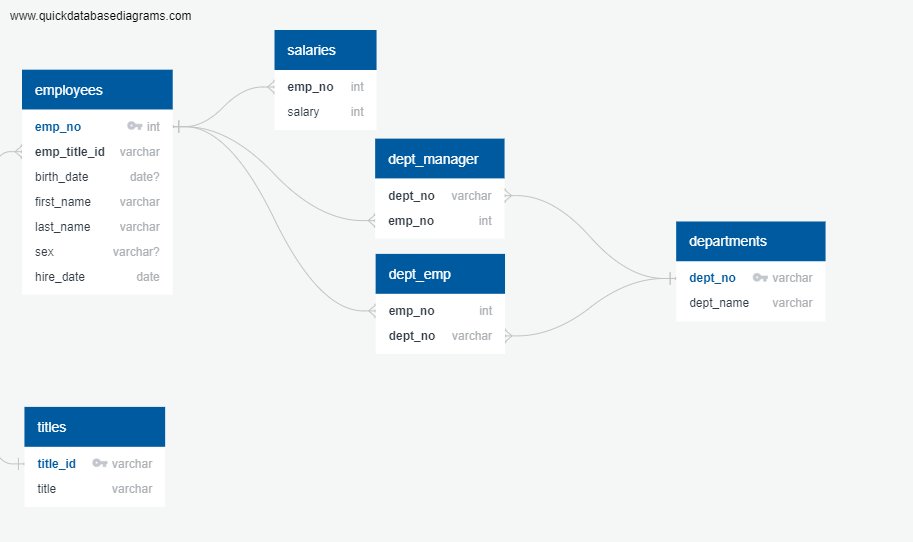 www.quickdatabasediagrams.com
salaries
emp_no int
salary int
employees
emp_no int
emp_title_id varchar
birth_date date?
first_name varchar
last_name varchar
sex varchar?
hire_date date
dept_manager
dept_no varchar
emp_no int
dept_emp
emp_no int
dept_no varchar
departments
dept_no varchar
dept_name varchar
titles
title_id varchar
title varchar